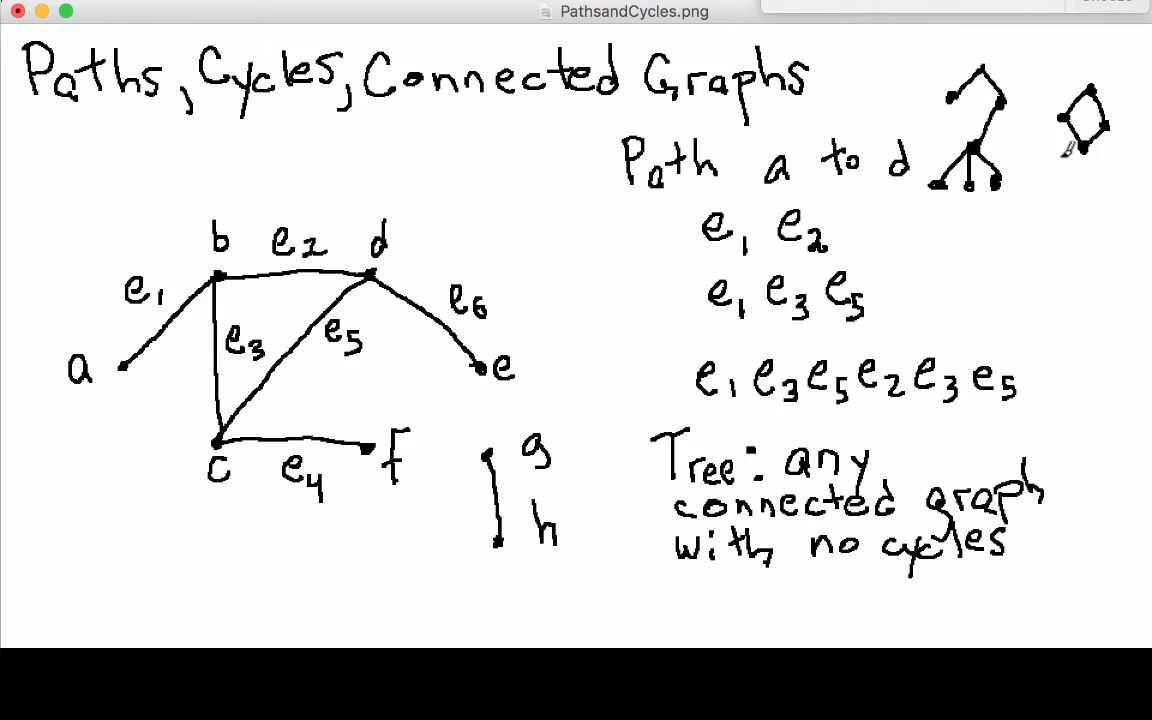 PathsandCycles.png
Paths, Cycles, Connected Graphs
Path a to d
e1 e2
e1 e3 e5
e1 e3 e5 e2 e3 e5
Tree: any
connected graph
with no cycles
b e2 d
e1
e6
e3 e5
a
e
c e4 f
g
h